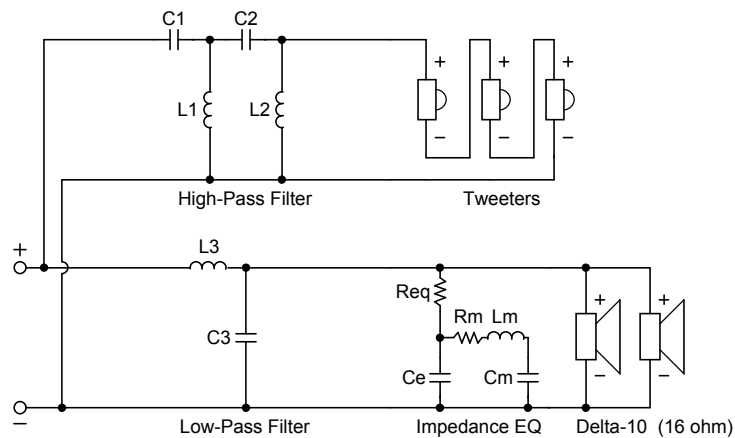 C1 C2
+ + +
L1 L2
− − −
High-Pass Filter Tweeters
+ L3
Req + +
Rm Lm
C3
Ce Cm − −
−
Low-Pass Filter Impedance EQ Delta-10 (16 ohm)